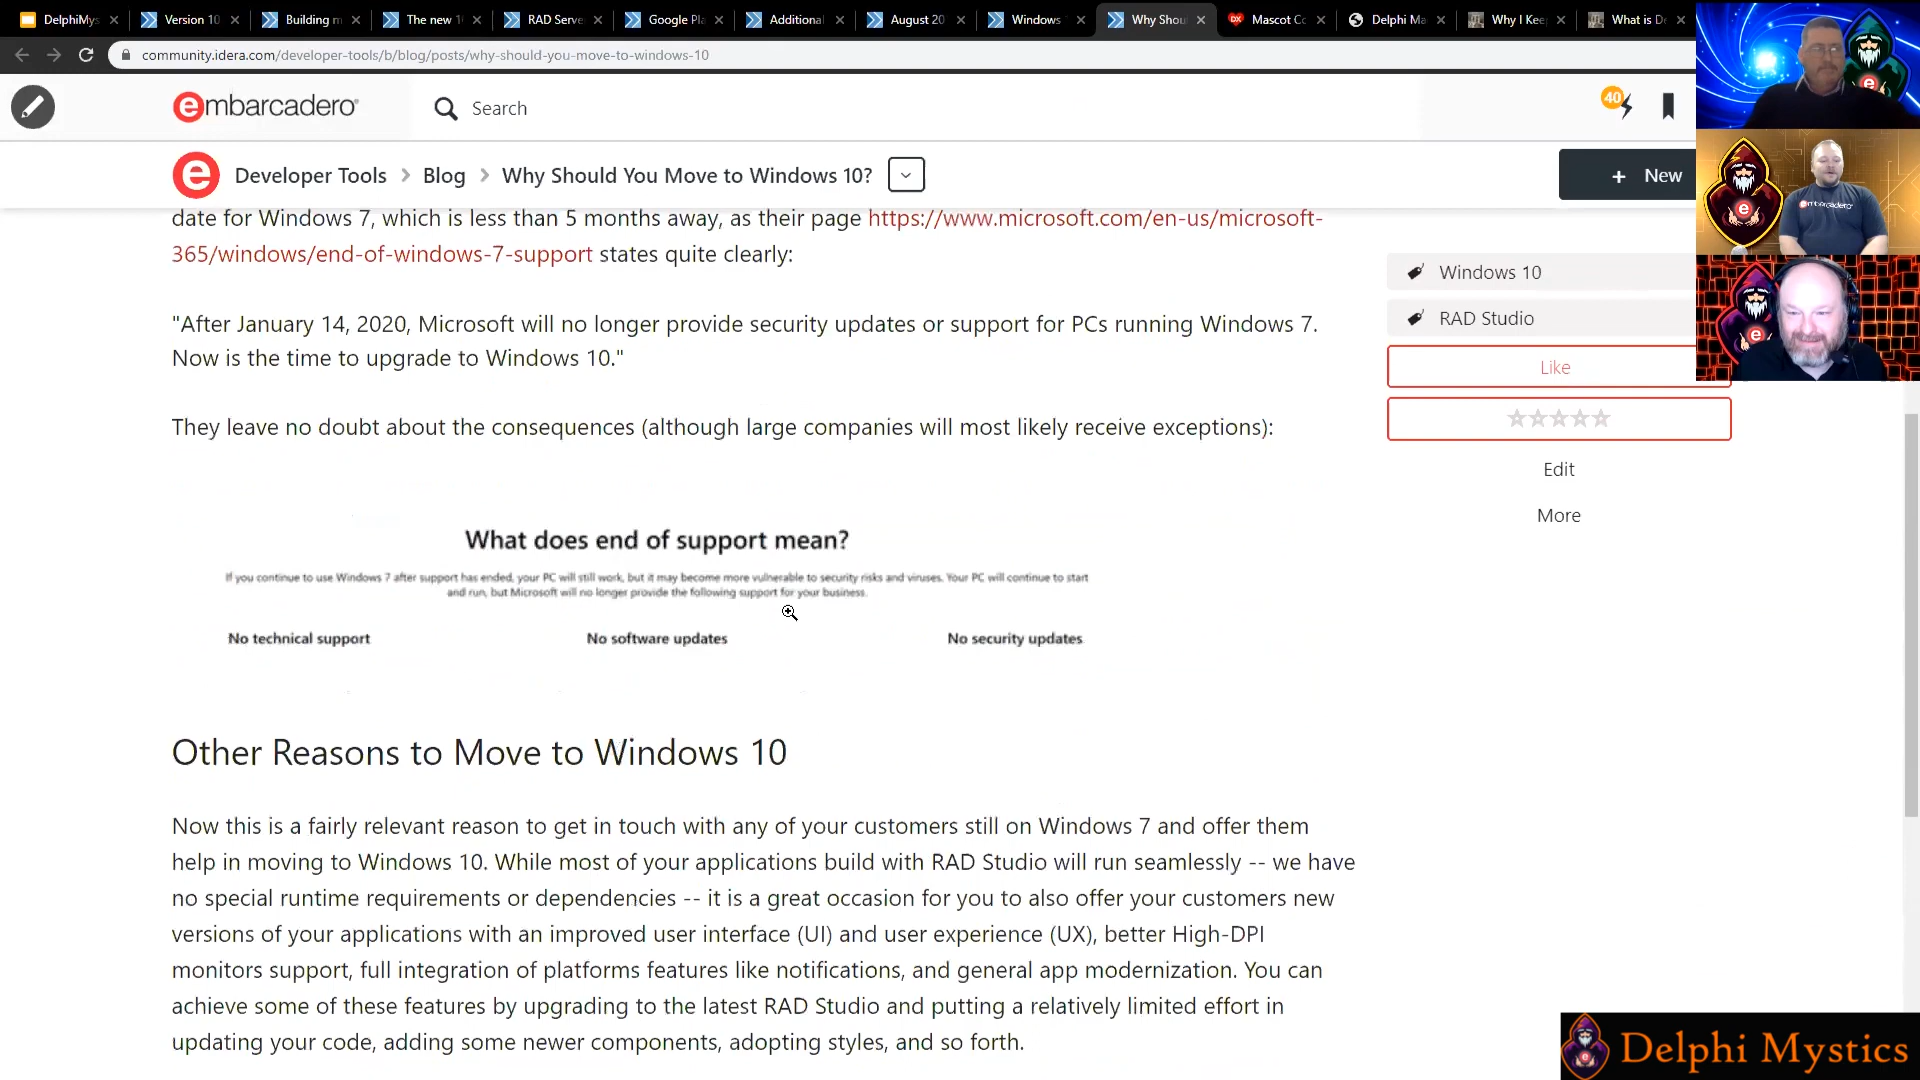 DelphiMys
Version 10
Building m
The new 1
RAD Serve
Google Pla
Additional
August 20
Windows
Why Shou
Mascot Co
Delphi Ma
Why I Kee
What is De
community.idera.com/developer-tools/b/blog/posts/why-should-you-move-to-windows-10
embarcadero
Search
40
Developer Tools > Blog > Why Should You Move to Windows 10?
+ New
date for Windows 7, which is less than 5 months away, as their page https://www.microsoft.com/en-us/microsoft-
365/windows/end-of-windows-7-support states quite clearly:
"After January 14, 2020, Microsoft will no longer provide security updates or support for PCs running Windows 7.
Now is the time to upgrade to Windows 10."
They leave no doubt about the consequences (although large companies will most likely receive exceptions):
What does end of support mean?
If you continue to use Windows 7 after support has ended, your PC will still work, but it may become more vulnerable to security risks and viruses. Your PC will continue to start
and run, but Microsoft will no longer provide the following support for your business.
No technical support
No software updates
No security updates
Other Reasons to Move to Windows 10
Now this is a fairly relevant reason to get in touch with any of your customers still on Windows 7 and offer them
help in moving to Windows 10. While most of your applications build with RAD Studio will run seamlessly -- we have
no special runtime requirements or dependencies -- it is a great occasion for you to also offer your customers new
versions of your applications with an improved user interface (UI) and user experience (UX), better High-DPI
monitors support, full integration of platforms features like notifications, and general app modernization. You can
achieve some of these features by upgrading to the latest RAD Studio and putting a relatively limited effort in
updating your code, adding some newer components, adopting styles, and so forth.
Windows 10
RAD Studio
Like
Edit
More
embarcadero
Delphi Mystics